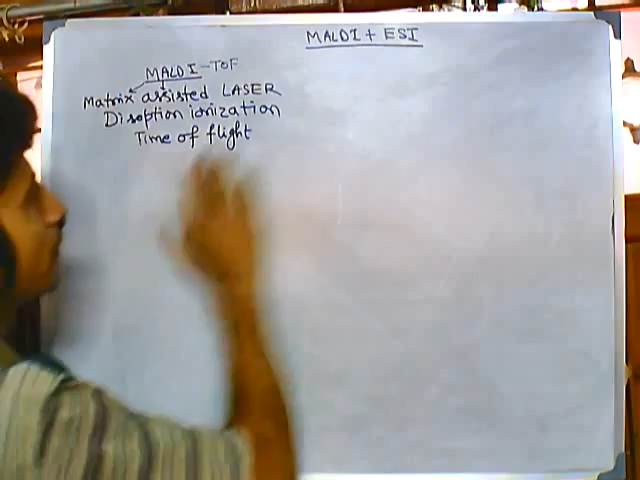 MALDI + ESI
MALDI-TOF
Matrix assisted LASER
Disoption ionization
Time of flight